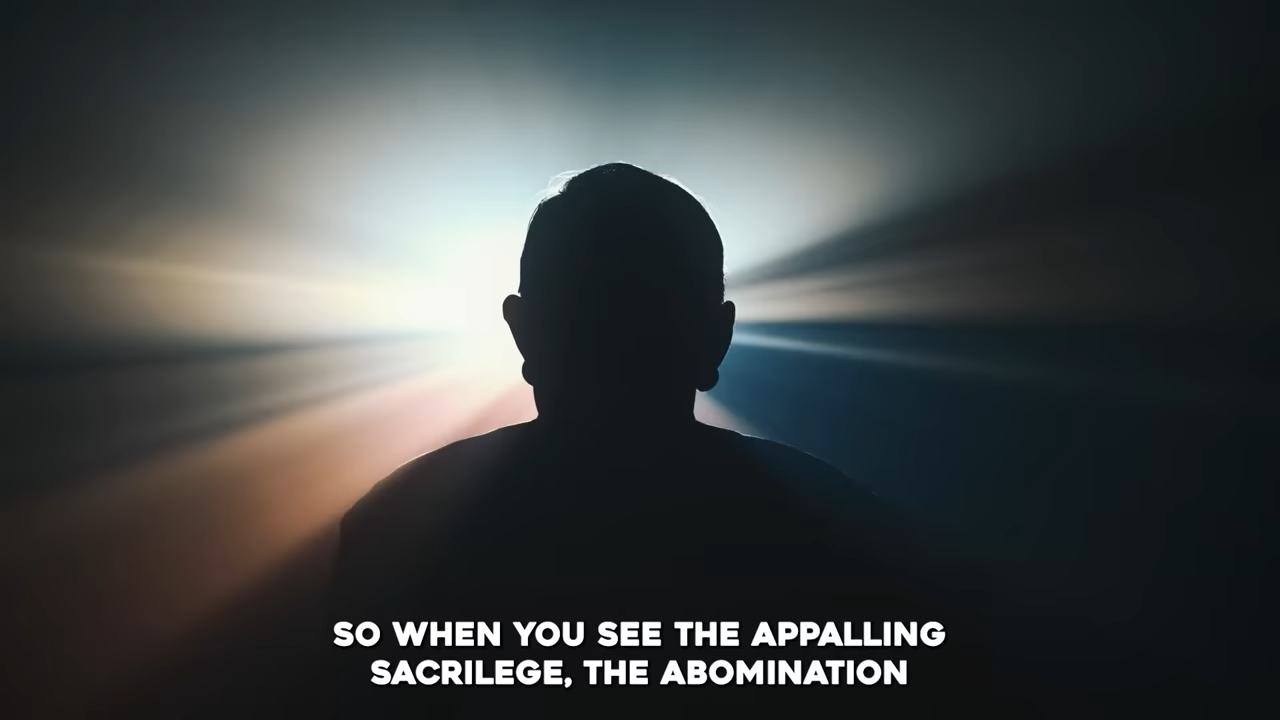 SO WHEN YOU SEE THE APPALLING
SACRILEGE, THE ABOMINATION